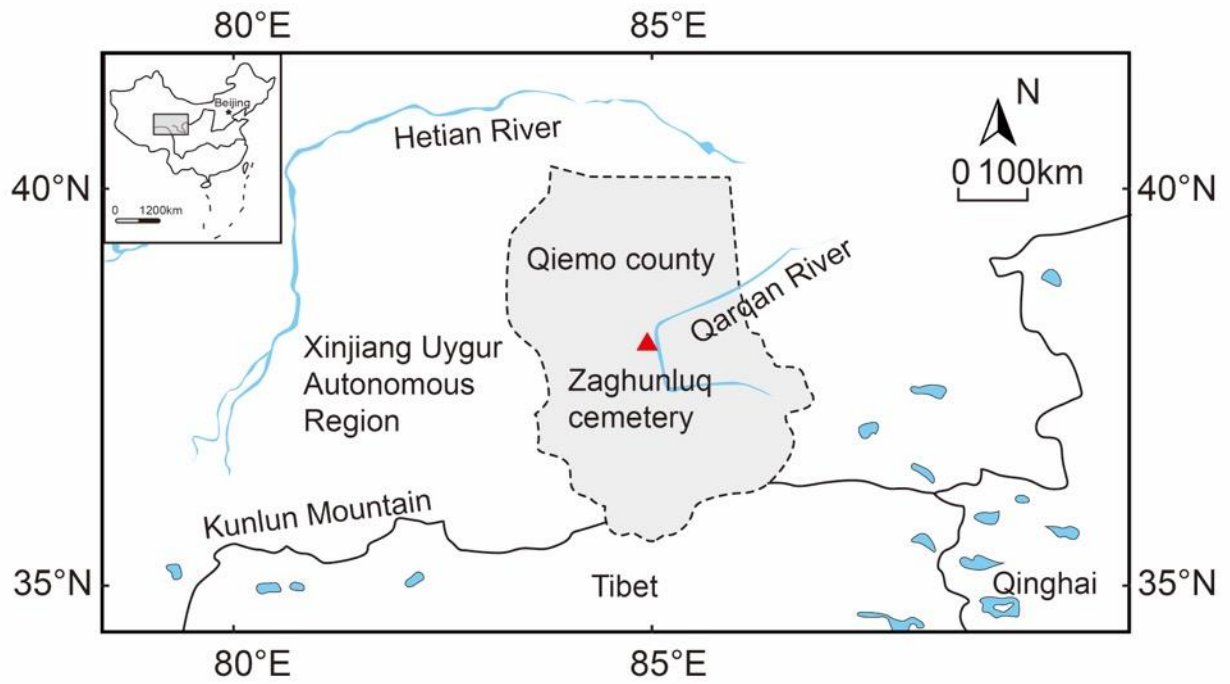 80°E
85°E
Beijing
0 1200km
Hetian River
N
0 100km
40°N
40°N
Qiemo county
Qarqan River
Xinjiang Uygur
Autonomous
Region
Zaghunluq
cemetery
Kunlun Mountain
35°N
Tibet
Qinghai
35°N
80°E
85°E